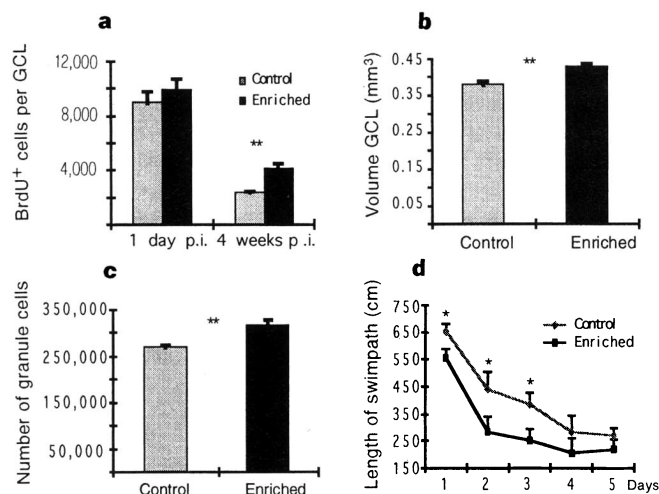 a
BrdU⁺ cells per GCL
12,000
8,000
4,000
Control
Enriched
**
1 day p.i. 4 weeks p.i.
b
Volume GCL (mm³)
0.45
0.35
0.25
0.15
0.05
**
Control Enriched
c
Number of granule cells
350,000
250,000
150,000
50,000
**
Control Enriched
d
Length of swimpath (cm)
750
650
550
450
350
250
150
Control
Enriched
*
*
*
1 2 3 4 5 Days